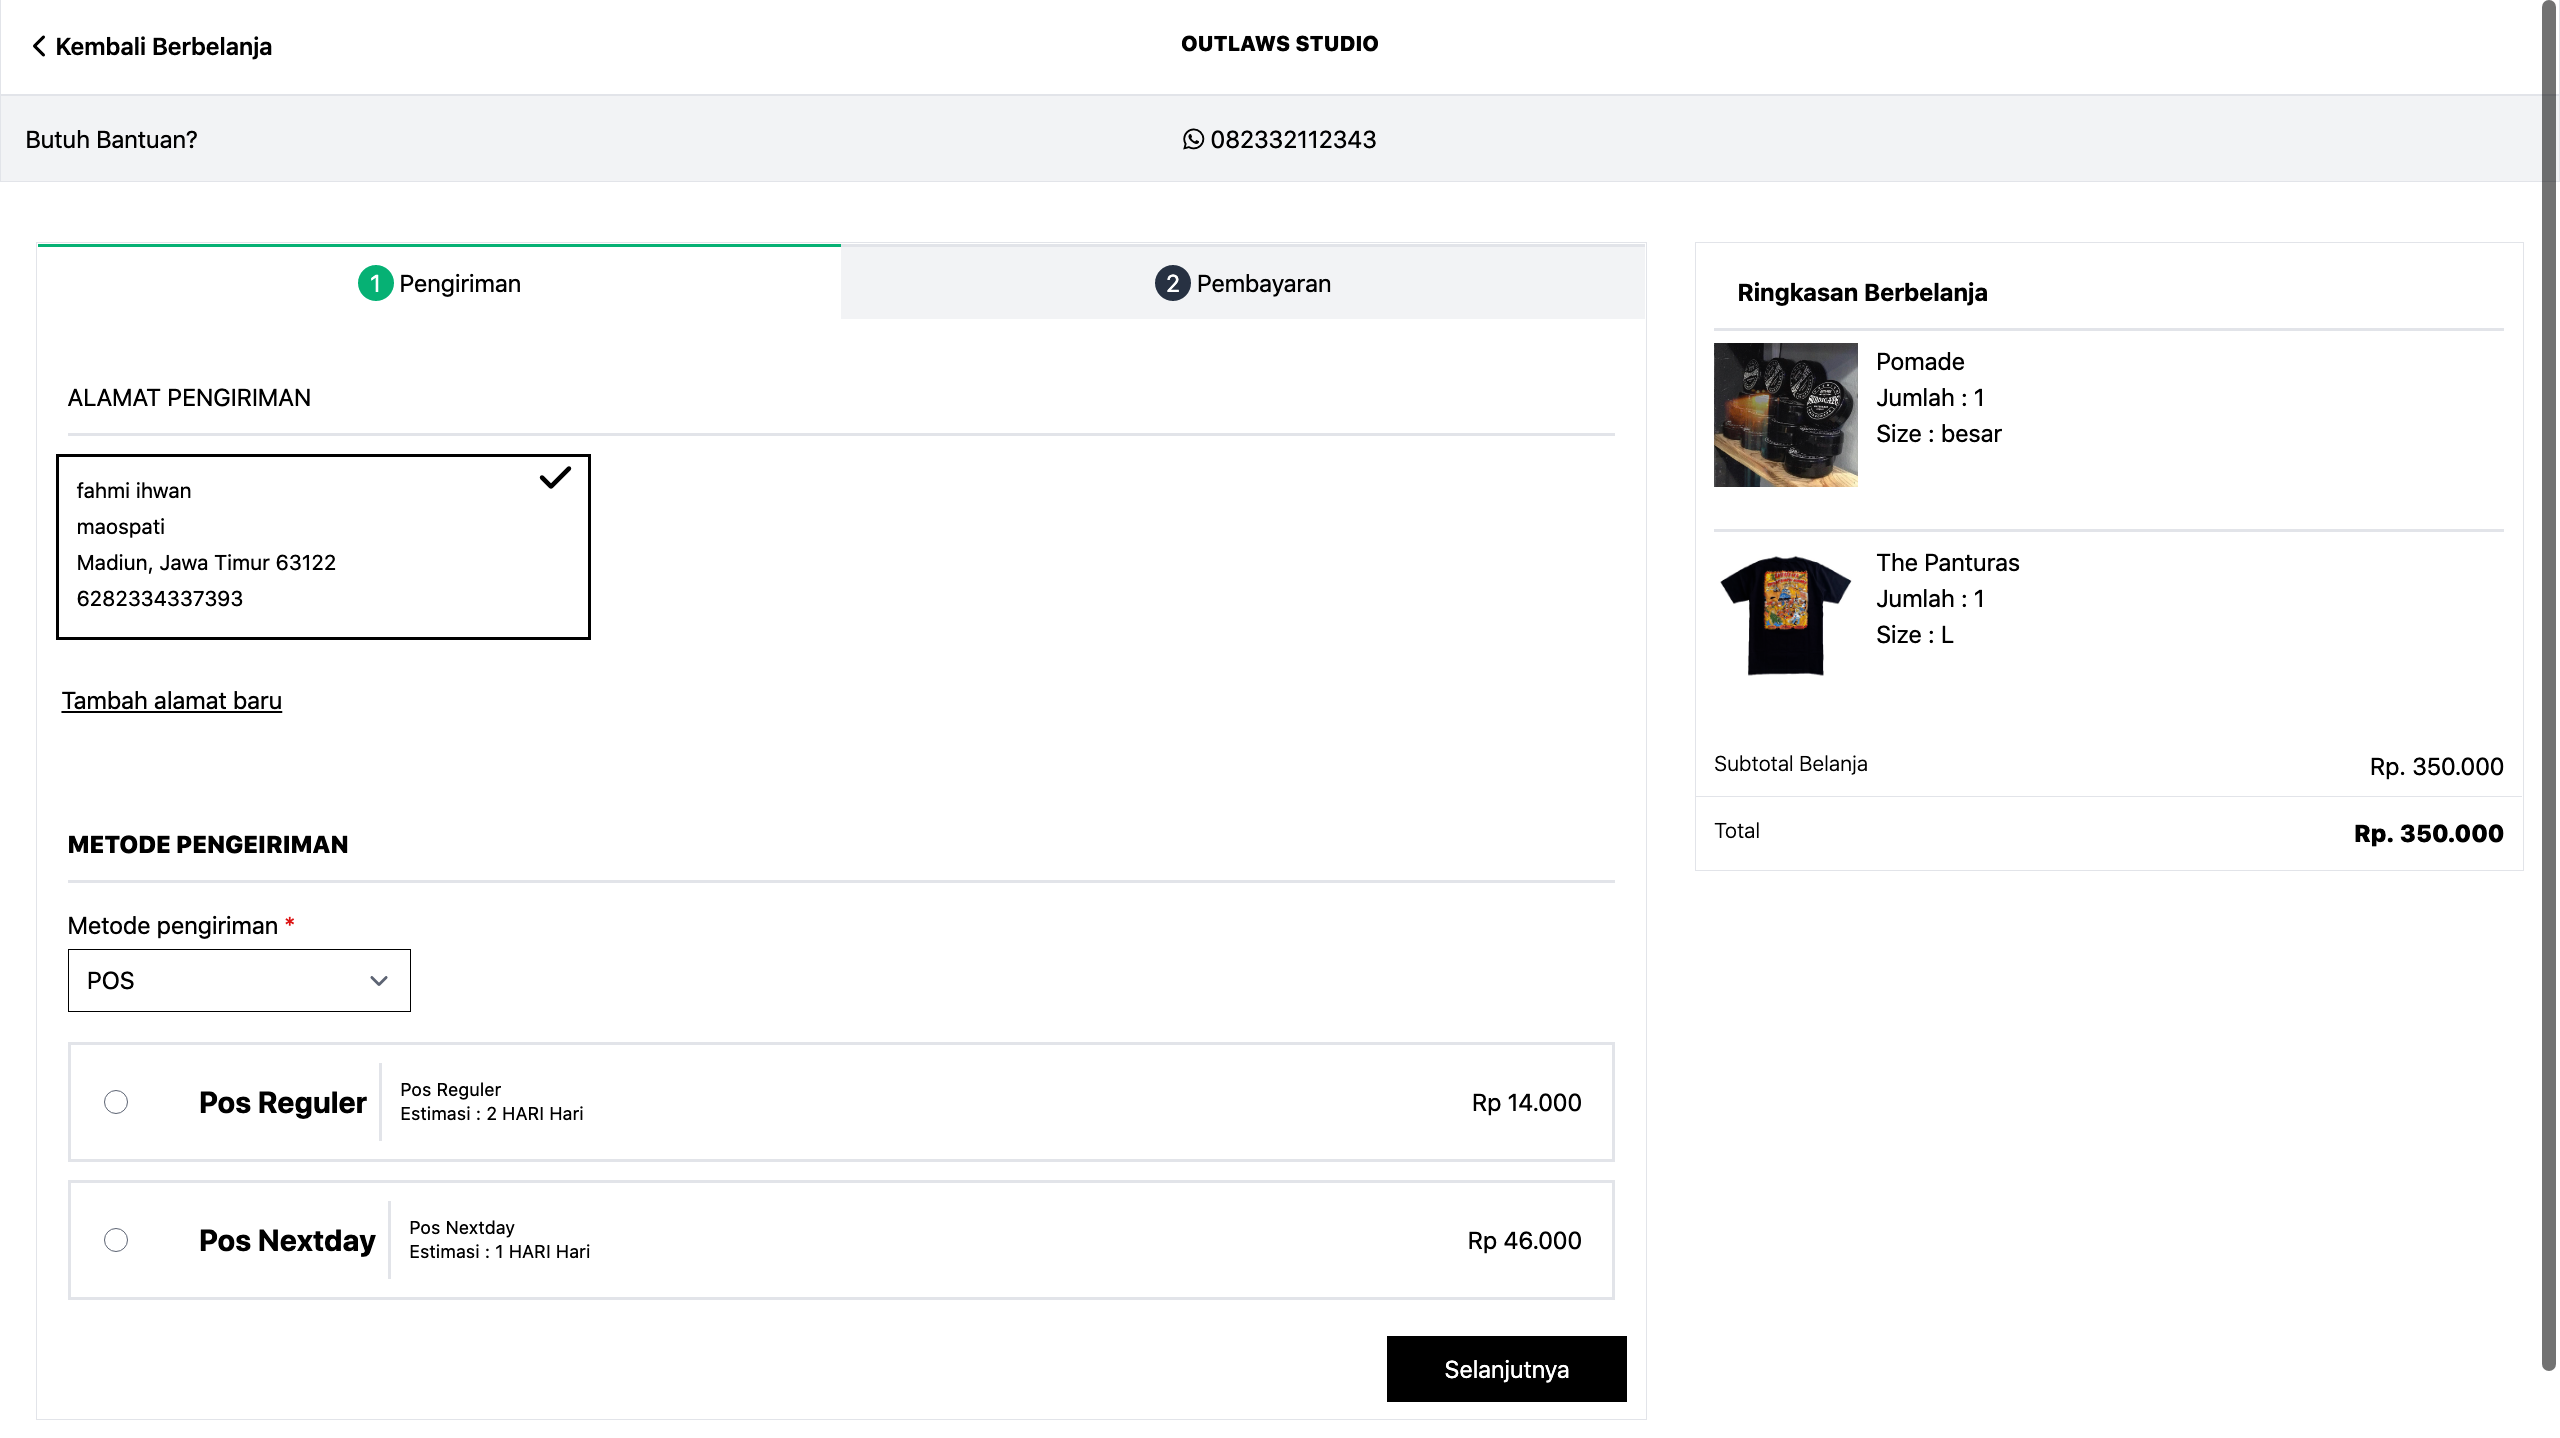 Kembali Berbelanja
OUTLAWS STUDIO
Butuh Bantuan?
082332112343
1 Pengiriman
2 Pembayaran
ALAMAT PENGIRIMAN
fahmi ihwan
maospati
Madiun, Jawa Timur 63122
6282334337393
Tambah alamat baru
METODE PENGEIRIMAN
Metode pengiriman *
POS
Pos Reguler
Pos Reguler
Estimasi : 2 HARI Hari
Rp 14.000
Pos Nextday
Pos Nextday
Estimasi : 1 HARI Hari
Rp 46.000
Selanjutnya
Ringkasan Berbelanja
Pomade
Jumlah : 1
Size : besar
The Panturas
Jumlah : 1
Size : L
Subtotal Belanja
Rp. 350.000
Total
Rp. 350.000